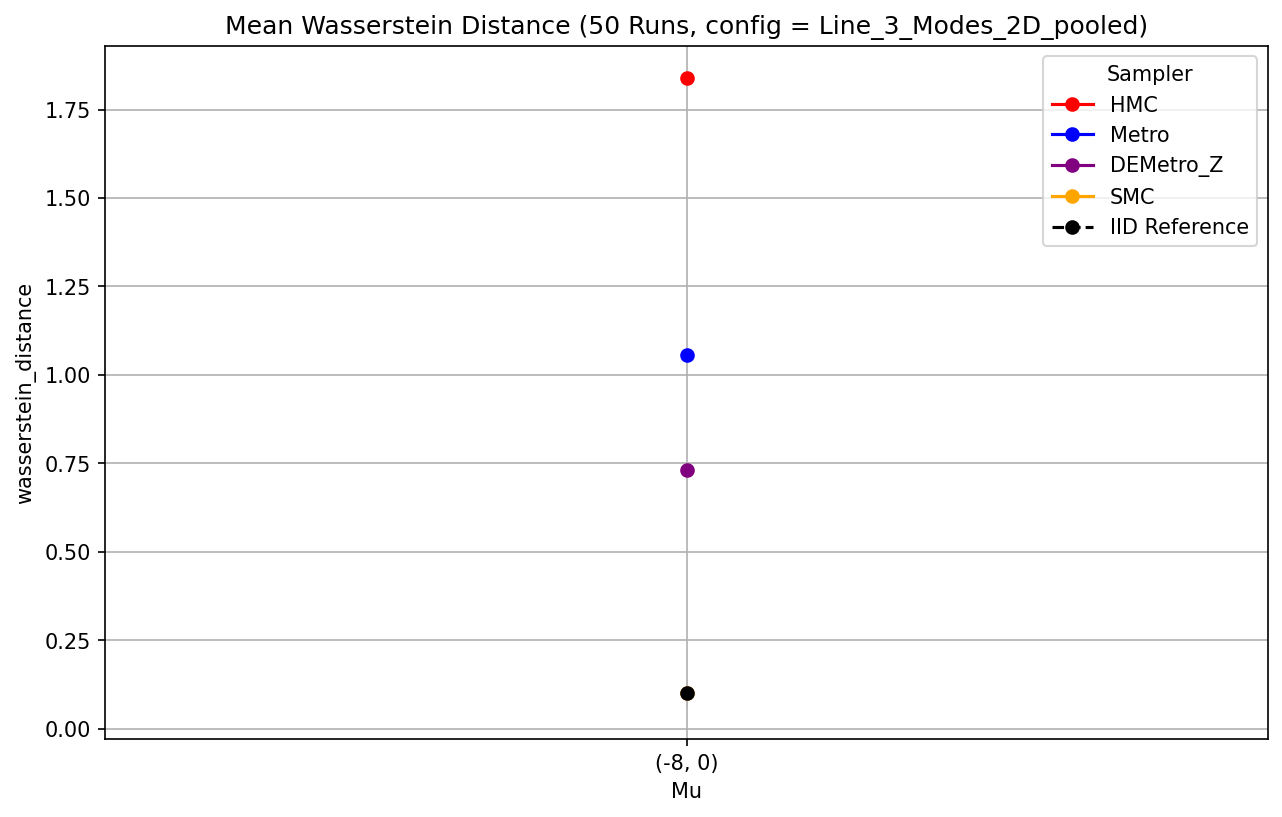 Mean Wasserstein Distance (50 Runs, config = Line_3_Modes_2D_pooled)
Sampler
HMC
Metro
DEMetro_Z
SMC
IID Reference
wasserstein_distance
1.75
1.50
1.25
1.00
0.75
0.50
0.25
0.00
(-8, 0)
Mu